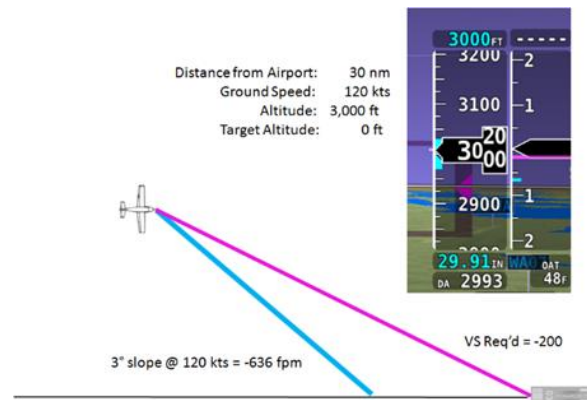 Distance from Airport: 30 nm
Ground Speed: 120 kts
Altitude: 3,000 ft
Target Altitude: 0 ft
3000FT -----
3200
2
3100
1
20
30 00
2900
1
2
29.91IN
OAT
DA 2993 48F
VS Req'd = -200
3° slope @ 120 kts = -636 fpm